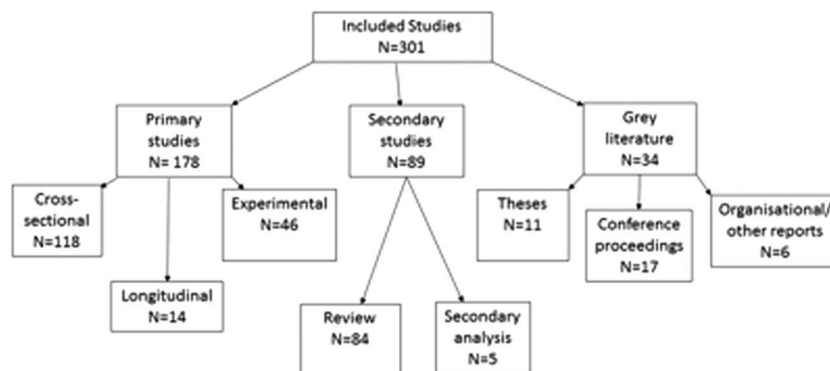 Included Studies
N=301
Primary
studies
N= 178
Secondary
studies
N=89
Grey
literature
N=34
Cross-
sectional
N=118
Longitudinal
N=14
Experimental
N=46
Review
N=84
Secondary
analysis
N=5
Theses
N=11
Conference
proceedings
N=17
Organisational/
other reports
N=6